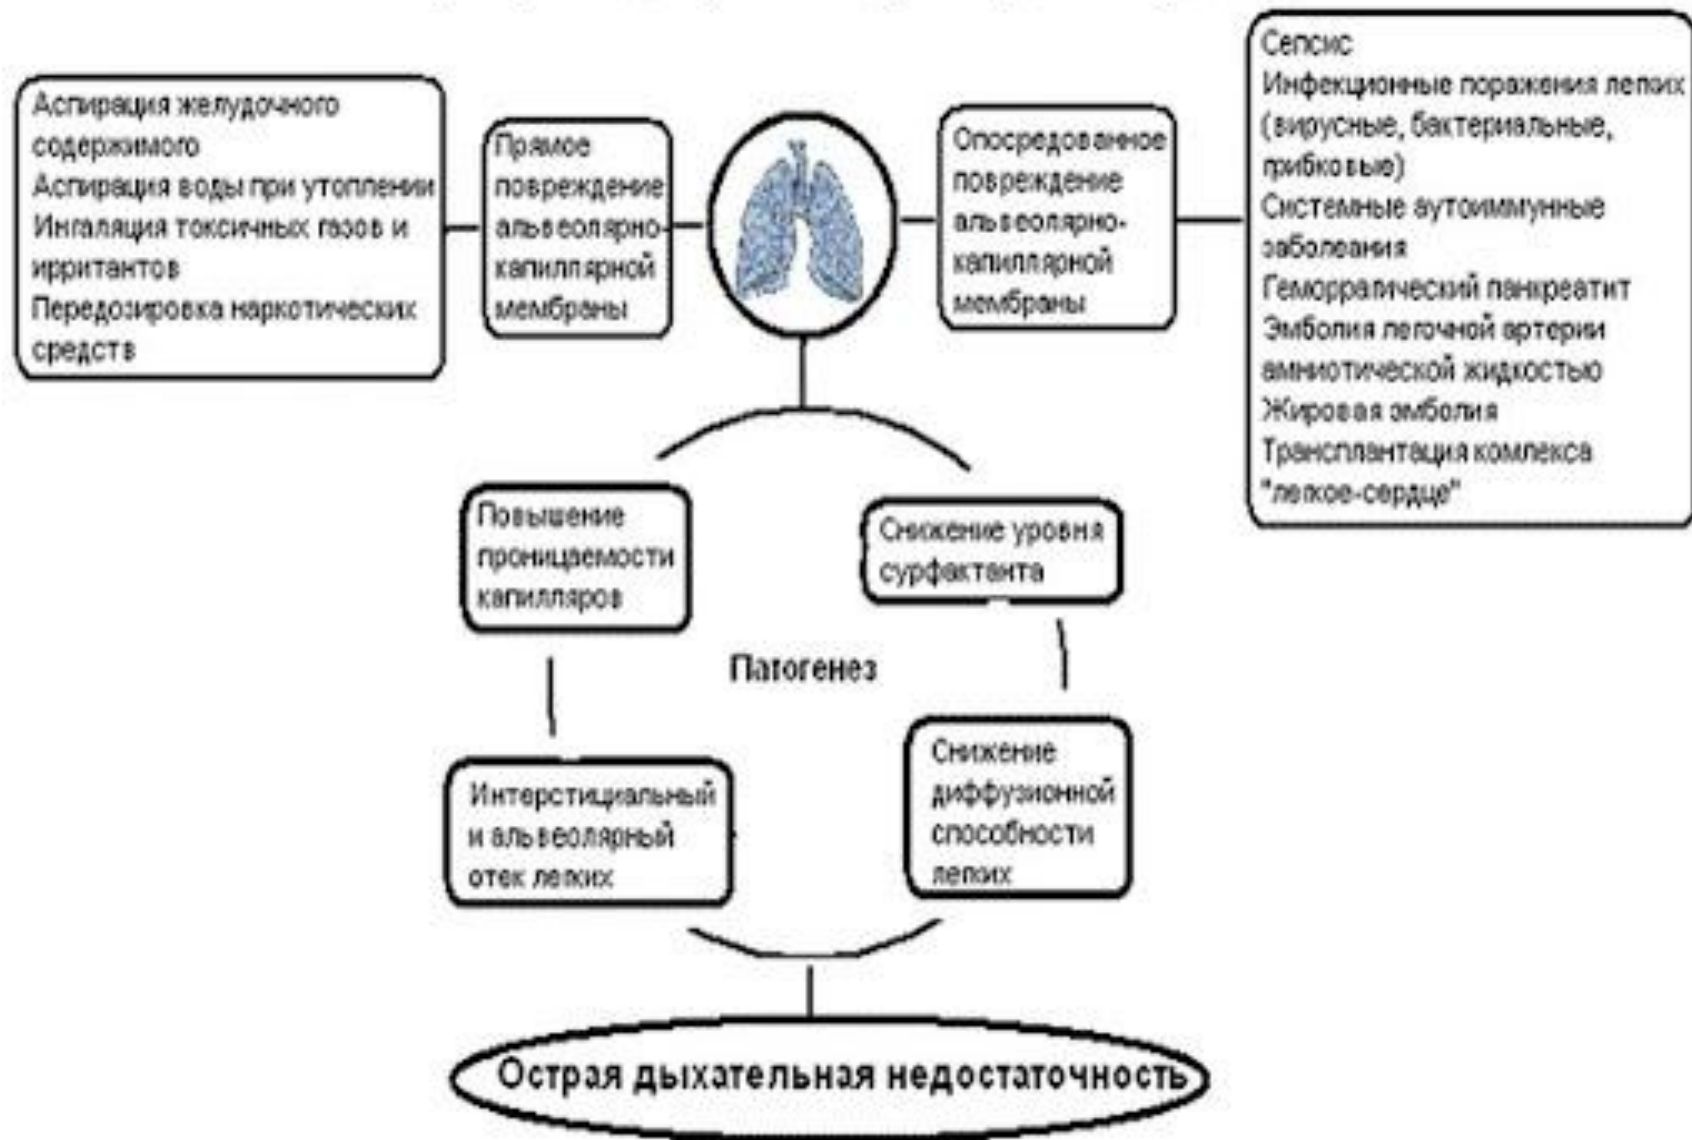 Аспирация желудочного
содержимого
Аспирация воды при утоплении
Ингаляция токсичных газов и
ирритантов
Передозировка наркотических
средств
Прямое
повреждение
альвеолярно-
капиллярной
мембраны
Опосредованное
повреждение
альвеолярно-
капиллярной
мембраны
Сепсис
Инфекционные поражения легких
(вирусные, бактериальные,
грибковые)
Системные аутоиммунные
заболеания
Геморрагический панкреатит
Эмболия легочной артерии
амниотической жидкостью
Жировая эмболия
Трансплантация комлекса
"легкое-сердце"
Повышение
проницаемости
капилляров
Снижение уровня
сурфактанта
Патогенез
Интерстициальный
и альвеолярный
отек легких
Снижение
диффузионной
способности
легких
Острая дыхательная недостаточность